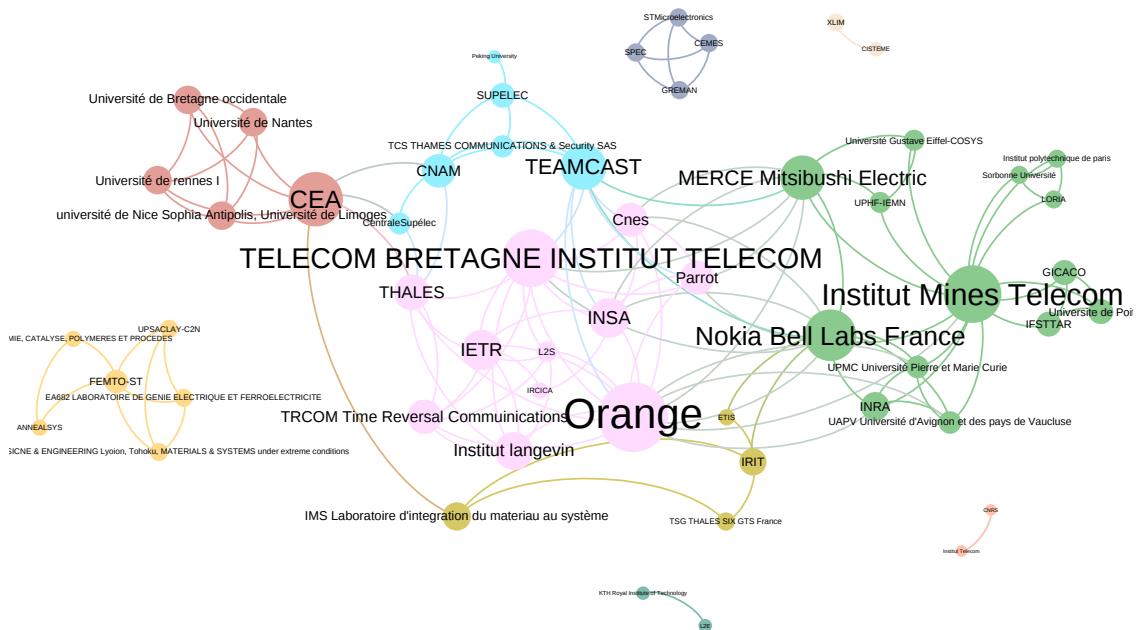 STMicroelectronics
XLIM
SPEC
CEMES
CISTEME
Peking University
GREMAN
SUPELEC
Université de Bretagne occidentale
Université de Nantes
TCS THAMES COMMUNICATIONS & Security SAS
Université Gustave Eiffel-COSYS
Institut polytechnique de paris
TEAMCAST
CNAM
MERCE Mitsibushi Electric
Sorbonne Université
Université de rennes I
CEA
UPHF-IEMN
LORIA
université de Nice Sophia Antipolis, Université de Limoges
CentraleSupélec
Cnes
TELECOM BRETAGNE INSTITUT TELECOM
Parrot
GICACO
THALES
Institut Mines Telecom
Universite de Poi
INSA
IFSTTAR
UPSACLAY-C2N
MIE, CATALYSE, POLYMERES ET PROCEDES
Nokia Bell Labs France
IETR
L2S
UPMC Université Pierre et Marie Curie
FEMTO-ST
EA682 LABORATOIRE DE GENIE ELECTRIQUE ET FERROELECTRICITE
IRCICA
INRA
TRCOM Time Reversal Commuincations
Orange
ETIS
UAPV Université d'Avignon et des pays de Vaucluse
ANNEALSYS
SICNE & ENGINEERING Lyoion, Tohoku, MATERIALS & SYSTEMS under extreme conditions
Institut langevin
IRIT
IMS Laboratoire d'integration du materiau au système
TSG THALES SIX GTS France
CNRS
Institut Telecom
KTH Royal Institute of Technology
L2E